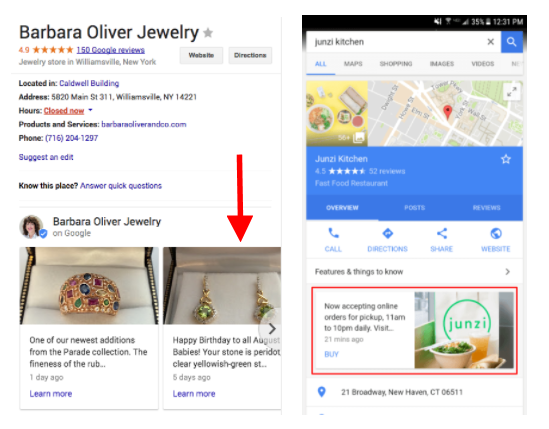 Barbara Oliver Jewelry
4.9 150 Google reviews
Jewelry store in Williamsville, New York
Website
Directions
Located in: Caldwell Building
Address: 5820 Main St 311, Williamsville, NY 14221
Hours: Closed now
Products and Services: barbaraoliverandco.com
Phone: (716) 204-1297
Suggest an edit
Know this place? Answer quick questions
Barbara Oliver Jewelry
on Google
One of our newest additions
from the Parade collection. The
fineness of the rub...
1 day ago
Learn more
Happy Birthday to all August
Babies! Your stone is peridot
clear yellowish-green st...
5 days ago
Learn more
35% 12:31 PM
junzi kitchen
ALL MAPS SHOPPING IMAGES VIDEOS
Junzi Kitchen
4.5 52 reviews
Fast Food Restaurant
OVERVIEW POSTS REVIEWS
CALL DIRECTIONS SHARE WEBSITE
Features & things to know
Now accepting online
orders for pickup, 11am
to 10pm daily. Visit...
21 mins ago
BUY
junzi
21 Broadway, New Haven, CT 06511